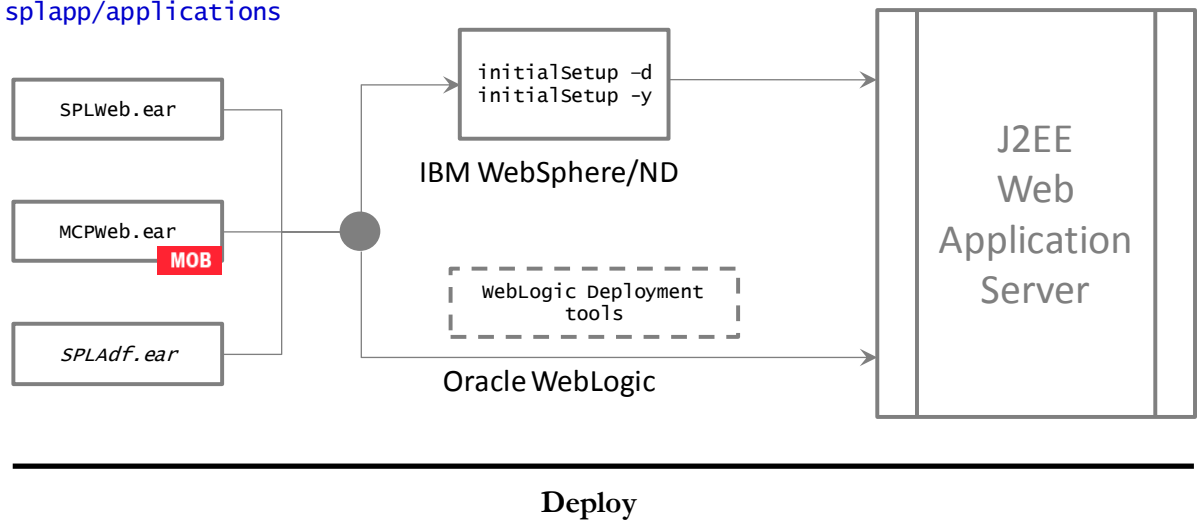 splapp/applications
SPLWeb.ear
MCPWeb.ear
MOB
SPLAdf.ear
initialSetup –d
initialSetup -y
IBM WebSphere/ND
WebLogic Deployment
tools
Oracle WebLogic
J2EE
Web
Application
Server
Deploy